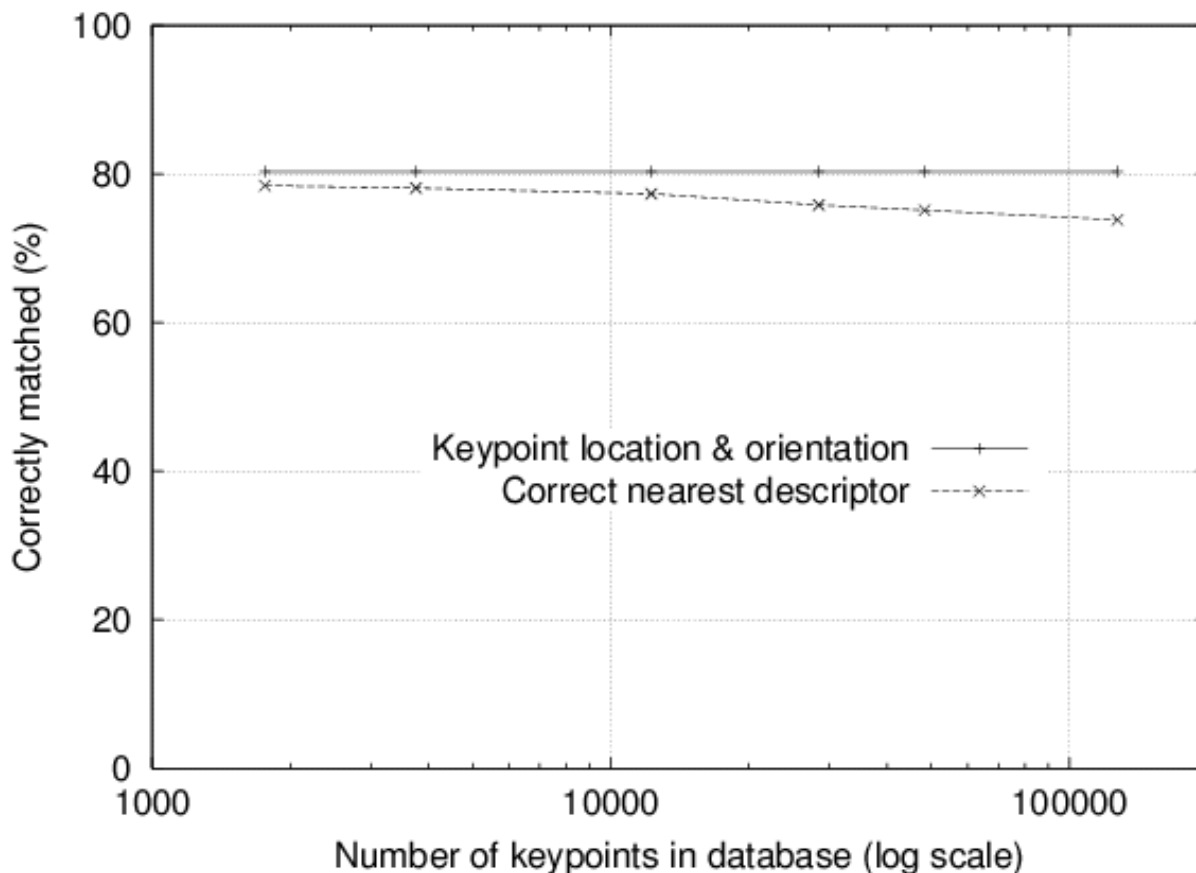 100
80
60
40
20
0
Correctly matched (%)
Keypoint location & orientation
Correct nearest descriptor
1000
10000
100000
Number of keypoints in database (log scale)